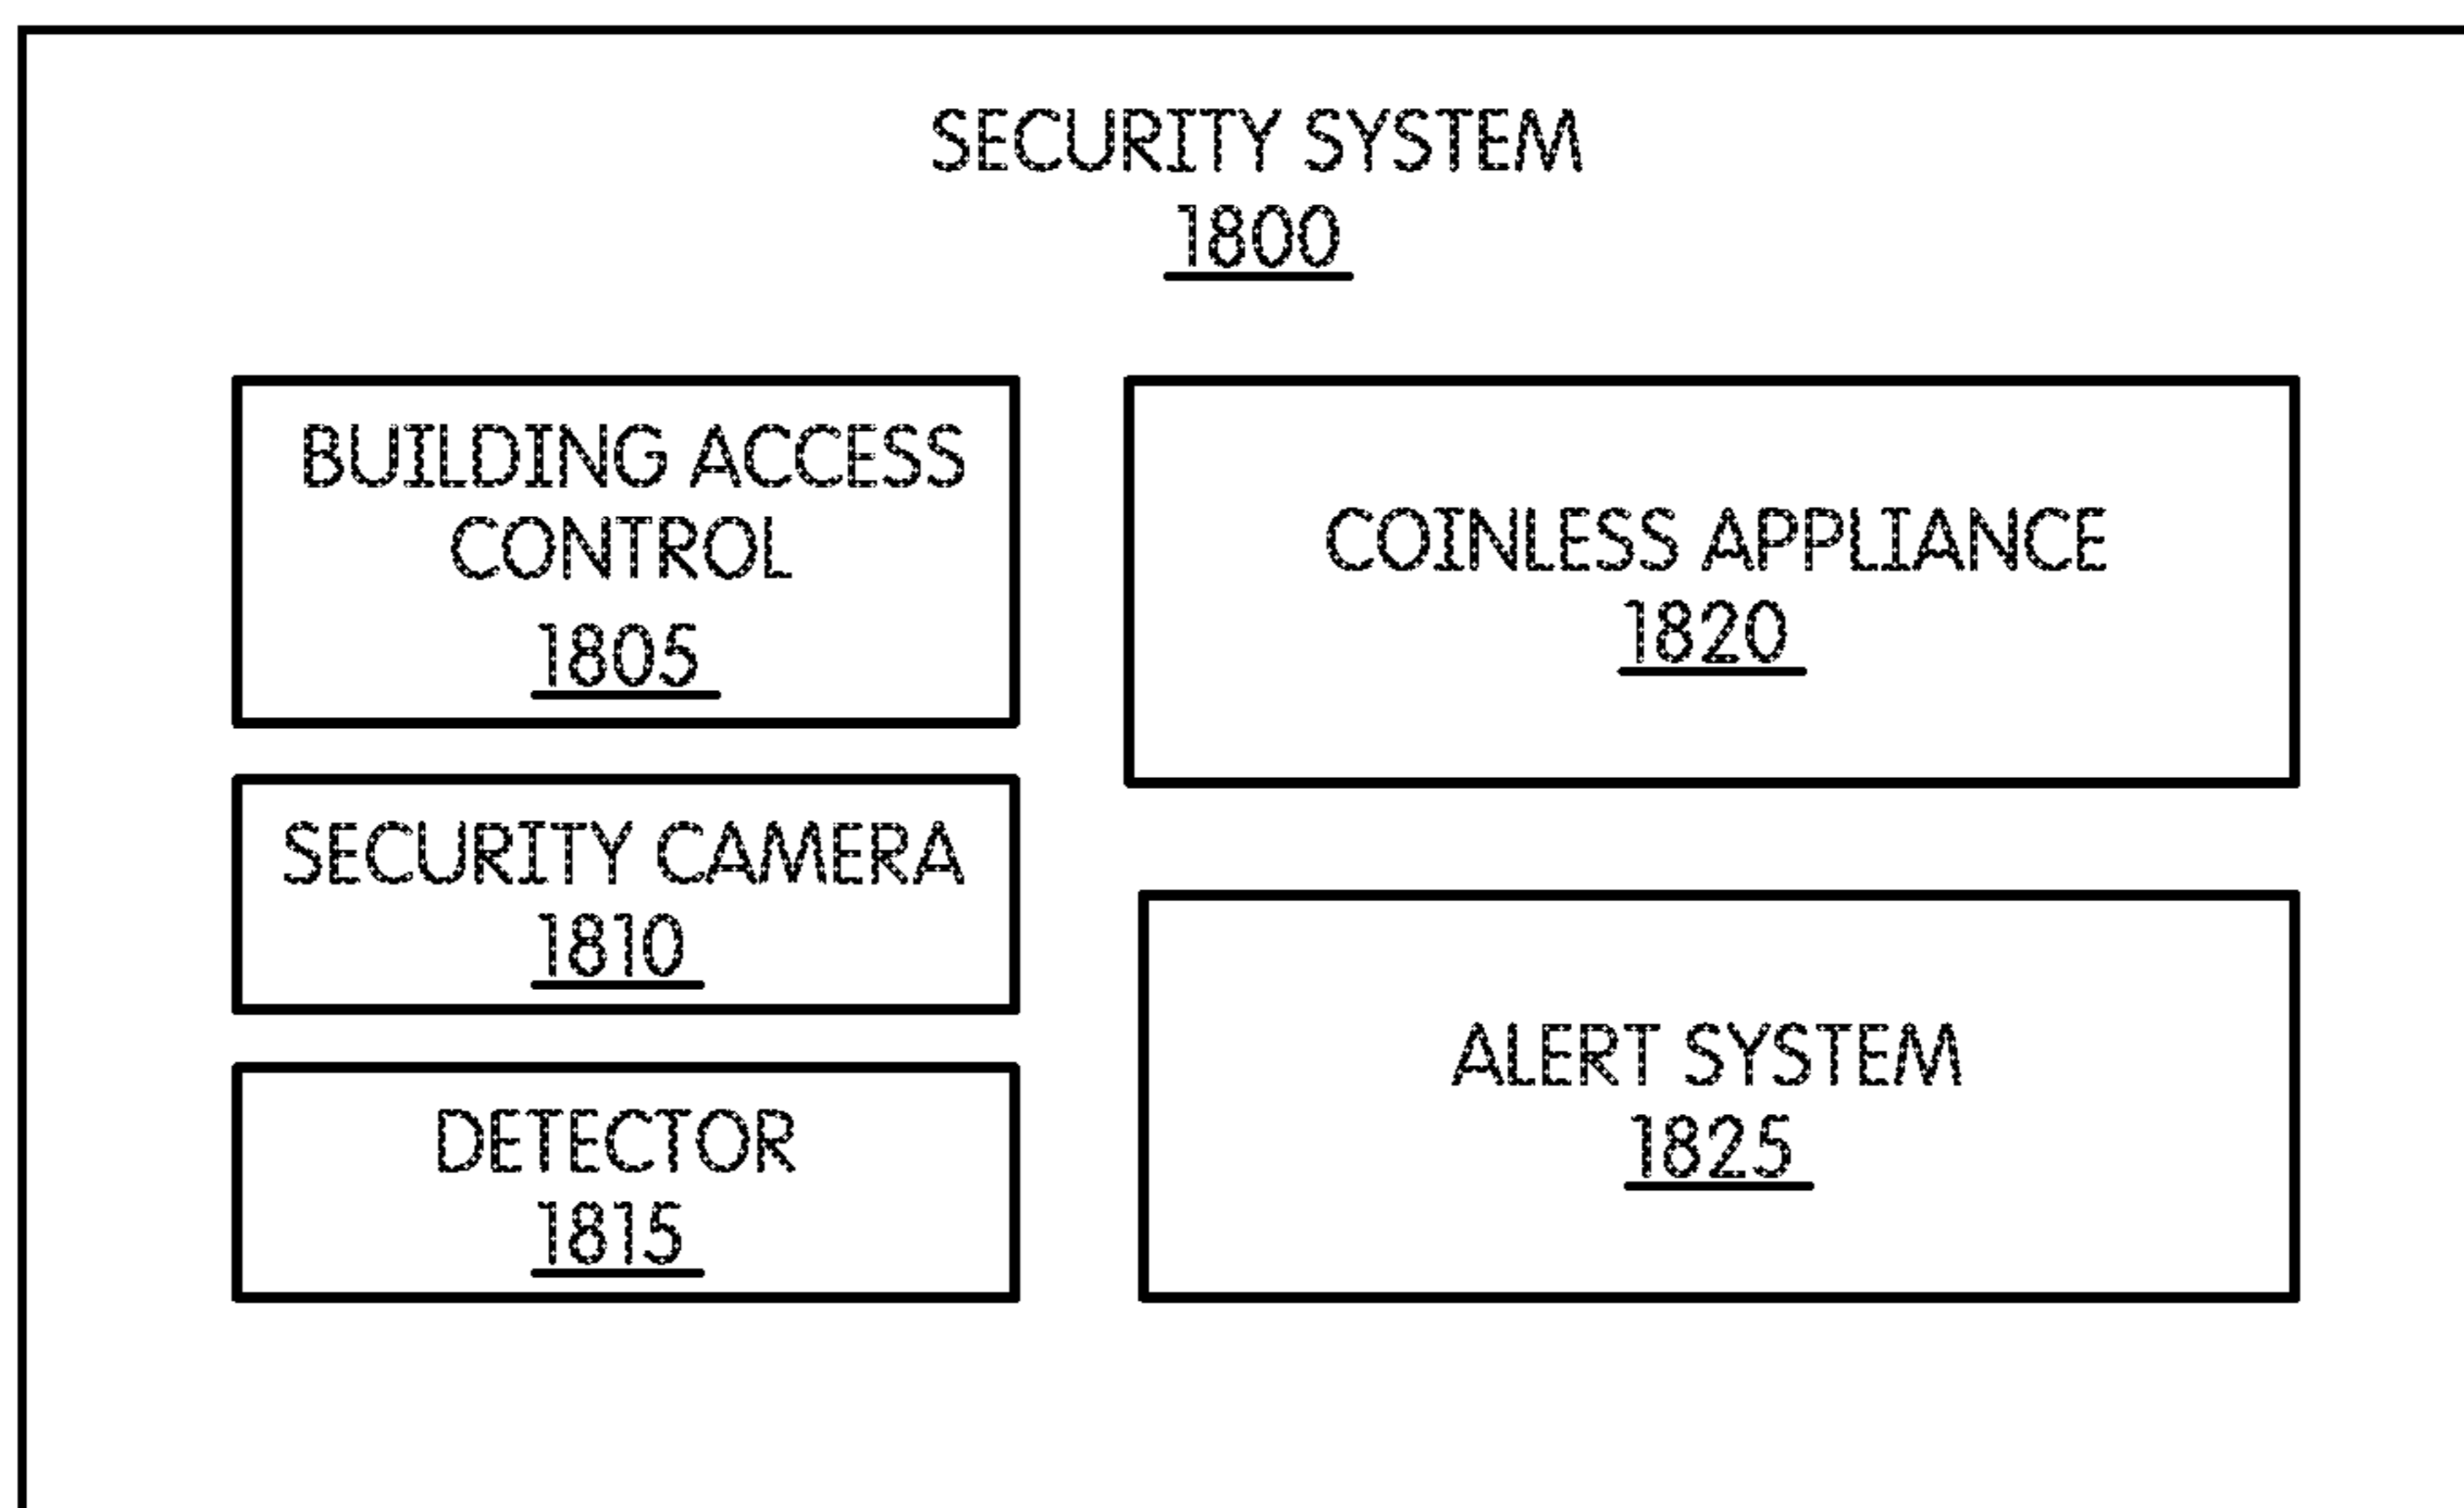 SECURITY SYSTEM
1800
BUILDING ACCESS
CONTROL
1805
SECURITY CAMERA
1810
DETECTOR
1815
COINLESS APPLIANCE
1820
ALERT SYSTEM
1825